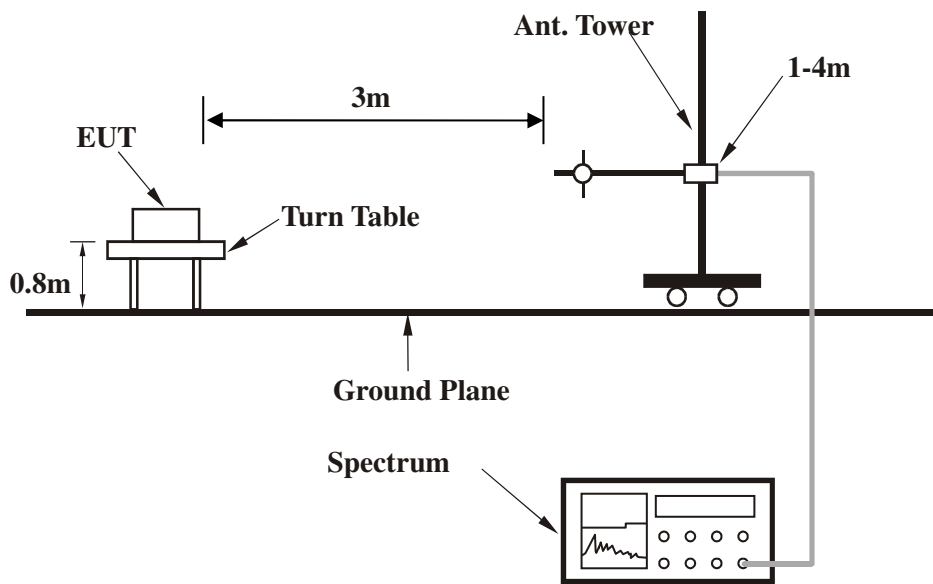 Ant. Tower
1-4m
3m
EUT
Turn Table
0.8m
Ground Plane
Spectrum